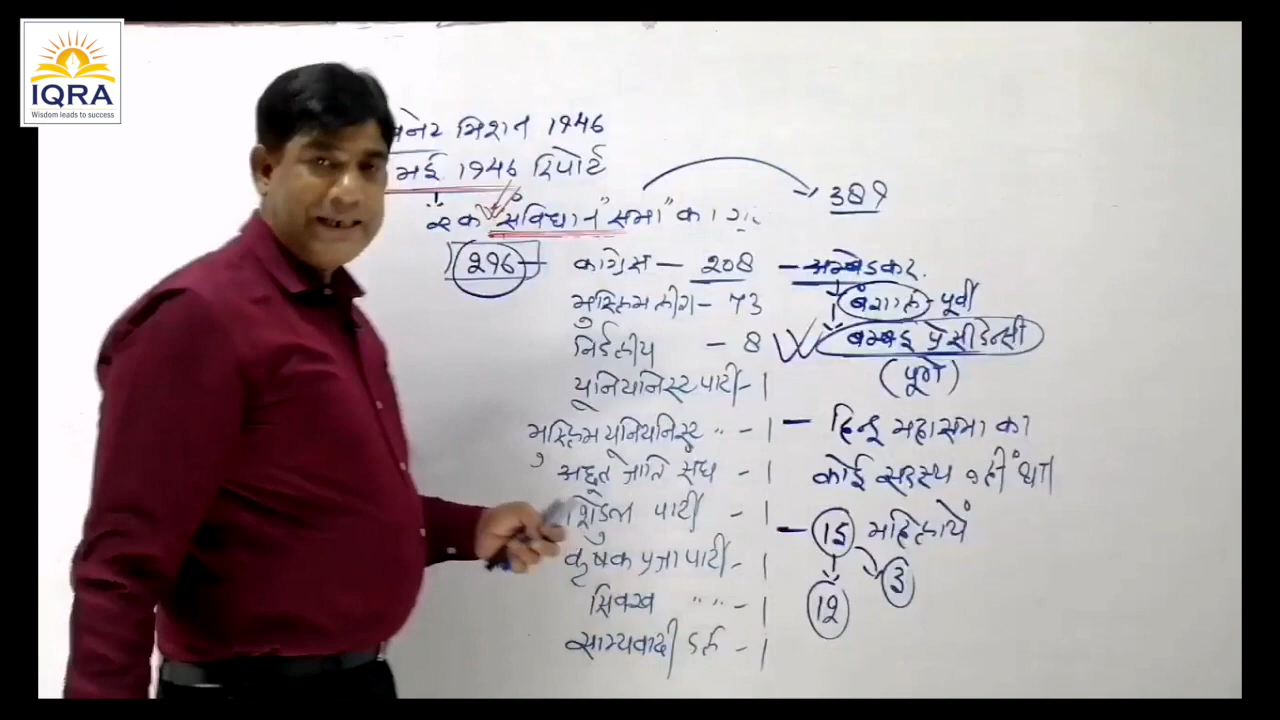 IQRA
Wisdom leads to success
मिशन 1946
मई 1946 रिपोर्ट
एक "संविधान सभा" का
389
296 - कांग्रेस - 208 - अम्बेडकर
बंगाल - पूर्वी
मुस्लिम लीग - 73
बम्बई प्रेसीडेन्सी
निर्दलीय - 8
(पूणे)
यूनियनिस्ट पार्टी - 1
मुस्लिम यूनियनिस्ट " - 1
- हिन्दू महासभा का
अछूत जाति संघ - 1
कोई सदस्य नहीं था
पार्टी - 1
- 15 महिलायें
कृषक प्रजा पार्टी - 1
3
सिक्ख " " - 1
12
साम्यवादी दल - 1